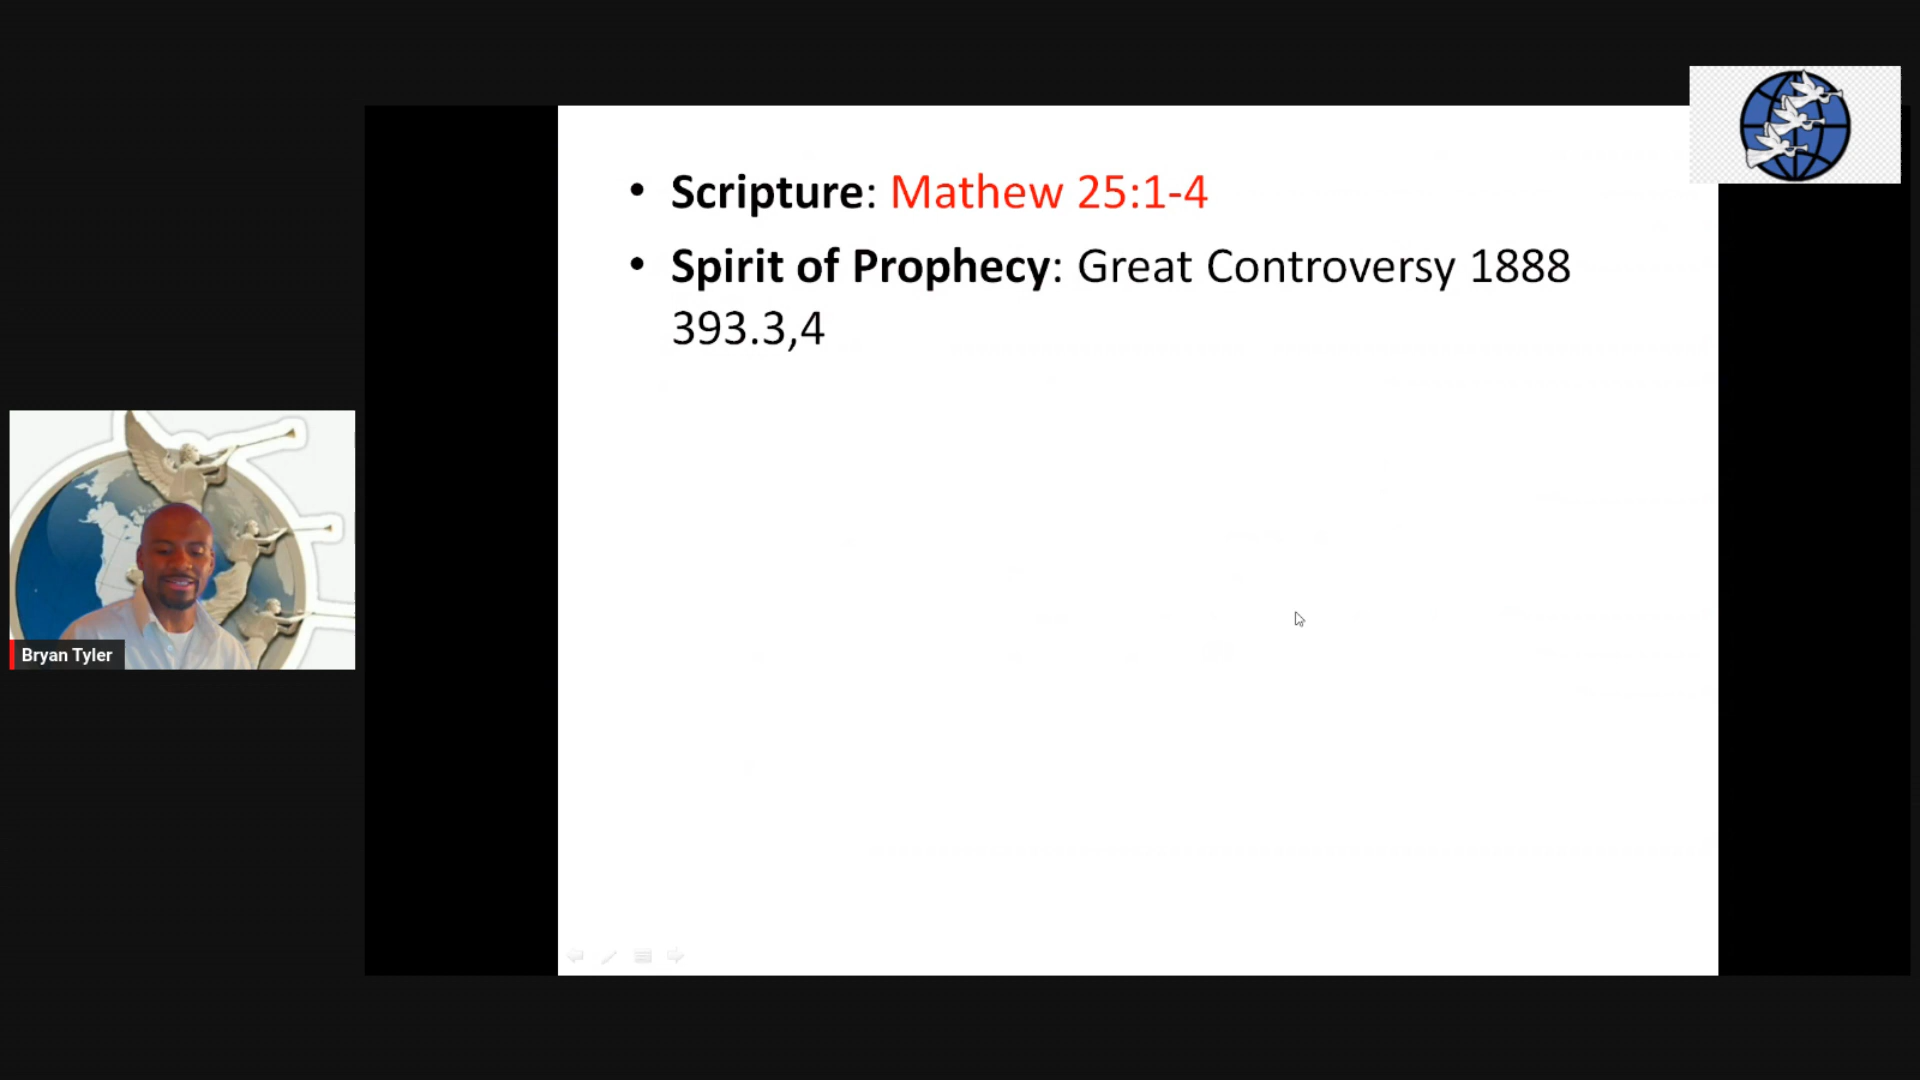 • Scripture: Mathew 25:1-4
• Spirit of Prophecy: Great Controversy 1888
393.3,4
Bryan Tyler